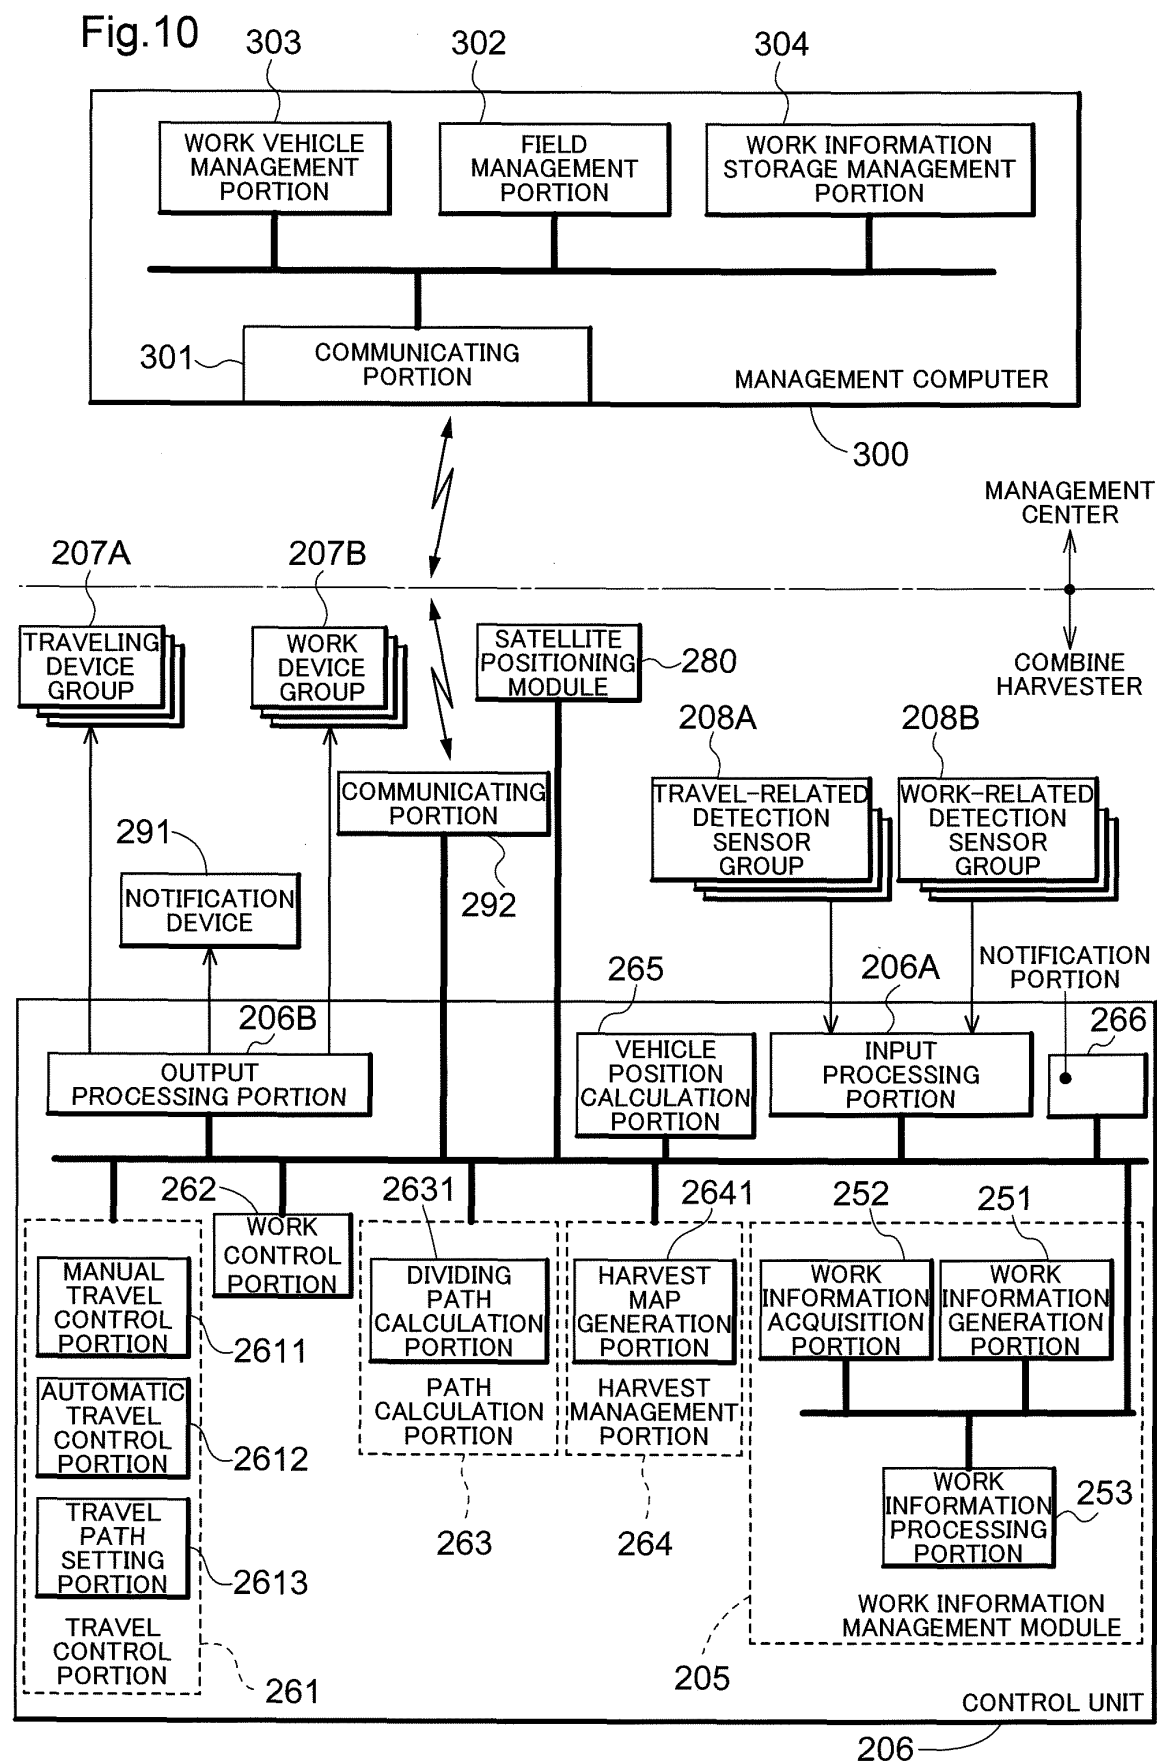 Fig.10
303
302
304
WORK VEHICLE
MANAGEMENT
PORTION
FIELD
MANAGEMENT
PORTION
WORK INFORMATION
STORAGE MANAGEMENT
PORTION
301
COMMUNICATING
PORTION
MANAGEMENT COMPUTER
300
MANAGEMENT
CENTER
COMBINE
HARVESTER
207A
207B
TRAVELING
DEVICE
GROUP
WORK
DEVICE
GROUP
SATELLITE
POSITIONING
MODULE
280
208A
208B
COMMUNICATING
PORTION
292
TRAVEL-RELATED
DETECTION
SENSOR
GROUP
WORK-RELATED
DETECTION
SENSOR
GROUP
291
NOTIFICATION
DEVICE
265
206A
NOTIFICATION
PORTION
206B
266
OUTPUT
PROCESSING PORTION
VEHICLE
POSITION
CALCULATION
PORTION
INPUT
PROCESSING
PORTION
262
2631
2641
252
251
WORK
CONTROL
PORTION
MANUAL
TRAVEL
CONTROL
PORTION
2611
DIVIDING
PATH
CALCULATION
PORTION
HARVEST
MAP
GENERATION
PORTION
WORK
INFORMATION
ACQUISITION
PORTION
WORK
INFORMATION
GENERATION
PORTION
AUTOMATIC
TRAVEL
CONTROL
PORTION
2612
PATH
CALCULATION
PORTION
HARVEST
MANAGEMENT
PORTION
263
264
WORK
INFORMATION
PROCESSING
PORTION
253
TRAVEL
PATH
SETTING
PORTION
2613
TRAVEL
CONTROL
PORTION
261
WORK INFORMATION
MANAGEMENT MODULE
205
CONTROL UNIT
206